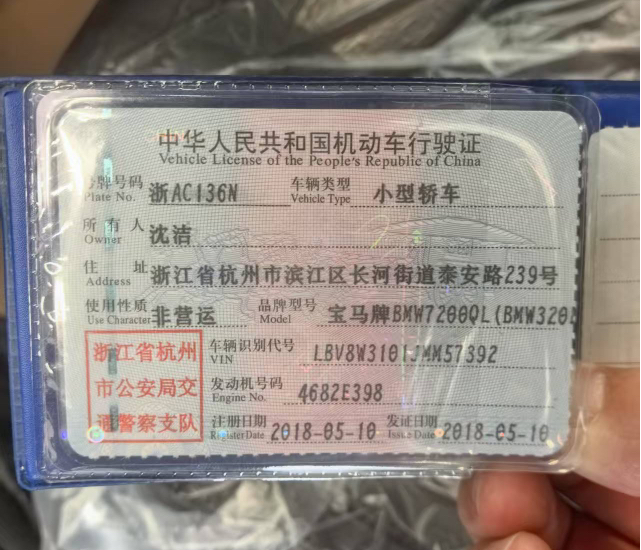 中华人民共和国机动车行驶证
Vehicle License of the People's Republic of China
号牌号码 浙AC136N 车辆类型 小型轿车
Plate No. Vehicle Type
所有人 沈洁
Owner
住址 浙江省杭州市滨江区长河街道泰安路239号
Address
使用性质 非营运 品牌型号 宝马牌BMW7200QL(BMW320L
Use Character Model
浙江省杭州
市公安局交
通警察支队
车辆识别代号 LBV8W3101JMM57392
VIN
发动机号码 4682E398
Engine No.
注册日期 2018-05-10 发证日期 2018-05-10
Register Date Issue Date